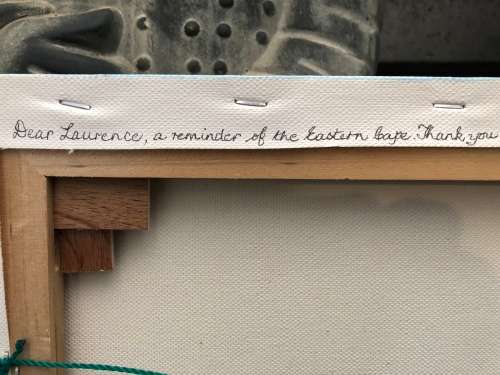 Dear Laurence, a reminder of the Eastern Cape. Thank you